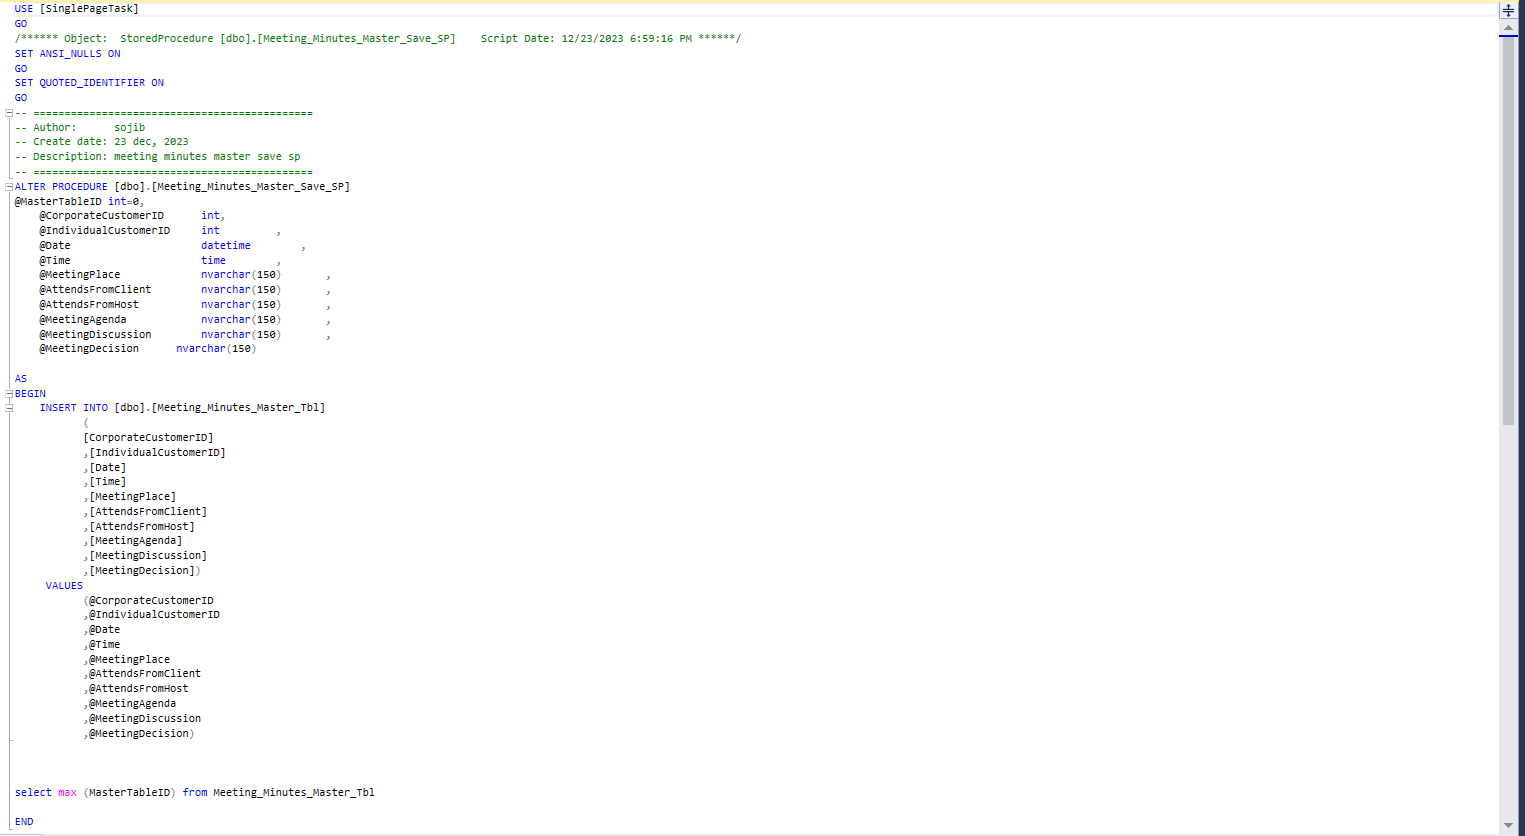 USE [SinglePageTask]
GO
/****** Object:  StoredProcedure [dbo].[Meeting_Minutes_Master_Save_SP]    Script Date: 12/23/2023 6:59:16 PM ******/
SET ANSI_NULLS ON
GO
SET QUOTED_IDENTIFIER ON
GO
-- =============================================
-- Author:      sojib
-- Create date: 23 dec, 2023
-- Description: meeting minutes master save sp
-- =============================================
ALTER PROCEDURE [dbo].[Meeting_Minutes_Master_Save_SP]
@MasterTableID int=0,
    @CorporateCustomerID      int,
    @IndividualCustomerID     int         ,
    @Date                     datetime        ,
    @Time                     time        ,
    @MeetingPlace             nvarchar(150)       ,
    @AttendsFromClient        nvarchar(150)       ,
    @AttendsFromHost          nvarchar(150)       ,
    @MeetingAgenda            nvarchar(150)       ,
    @MeetingDiscussion        nvarchar(150)       ,
    @MeetingDecision      nvarchar(150)
AS
BEGIN
    INSERT INTO [dbo].[Meeting_Minutes_Master_Tbl]
           (
           [CorporateCustomerID]
           ,[IndividualCustomerID]
           ,[Date]
           ,[Time]
           ,[MeetingPlace]
           ,[AttendsFromClient]
           ,[AttendsFromHost]
           ,[MeetingAgenda]
           ,[MeetingDiscussion]
           ,[MeetingDecision])
     VALUES
           (@CorporateCustomerID
           ,@IndividualCustomerID
           ,@Date
           ,@Time
           ,@MeetingPlace
           ,@AttendsFromClient
           ,@AttendsFromHost
           ,@MeetingAgenda
           ,@MeetingDiscussion
           ,@MeetingDecision)
select max (MasterTableID) from Meeting_Minutes_Master_Tbl
END